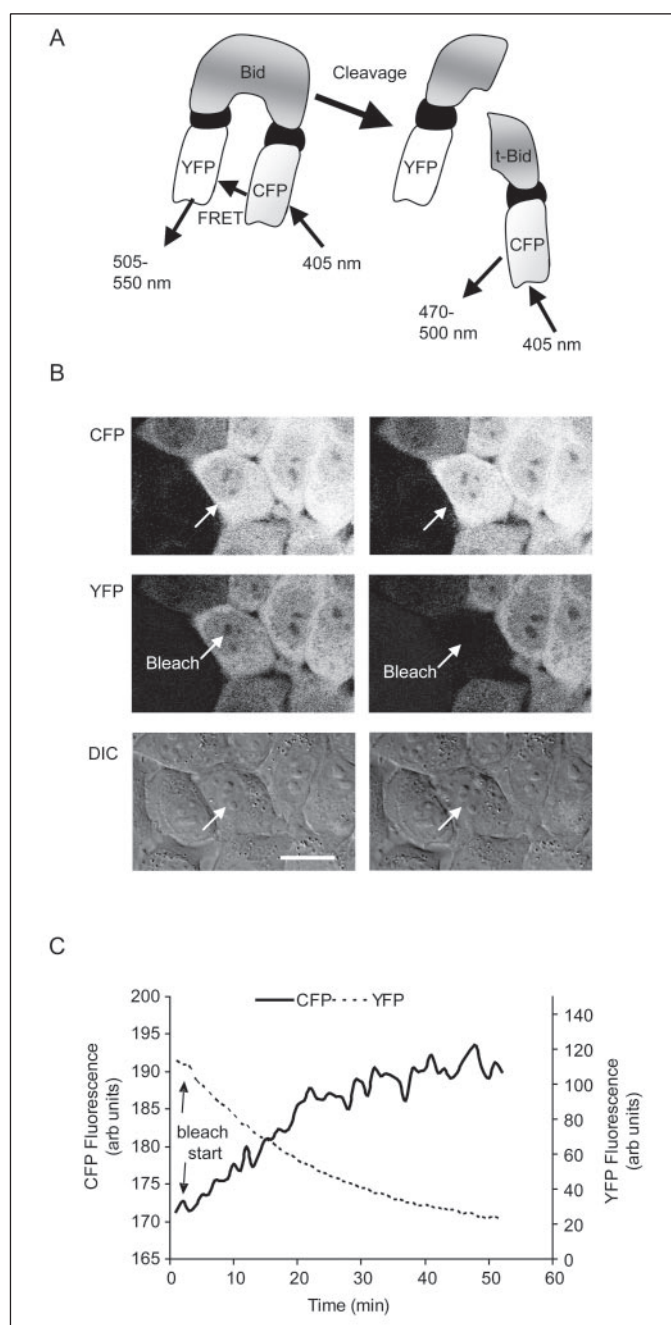 A
Bid
Cleavage
YFP
CFP
FRET
505-
550 nm
405 nm
YFP
t-Bid
CFP
470-
500 nm
405 nm
B
CFP
YFP
Bleach
Bleach
DIC
C
CFP
YFP
200
195
190
185
180
175
170
165
CFP Fluorescence
(arb units)
bleach
start
140
120
100
80
60
40
20
0
YFP Fluorescence
(arb units)
0 10 20 30 40 50 60
Time (min)